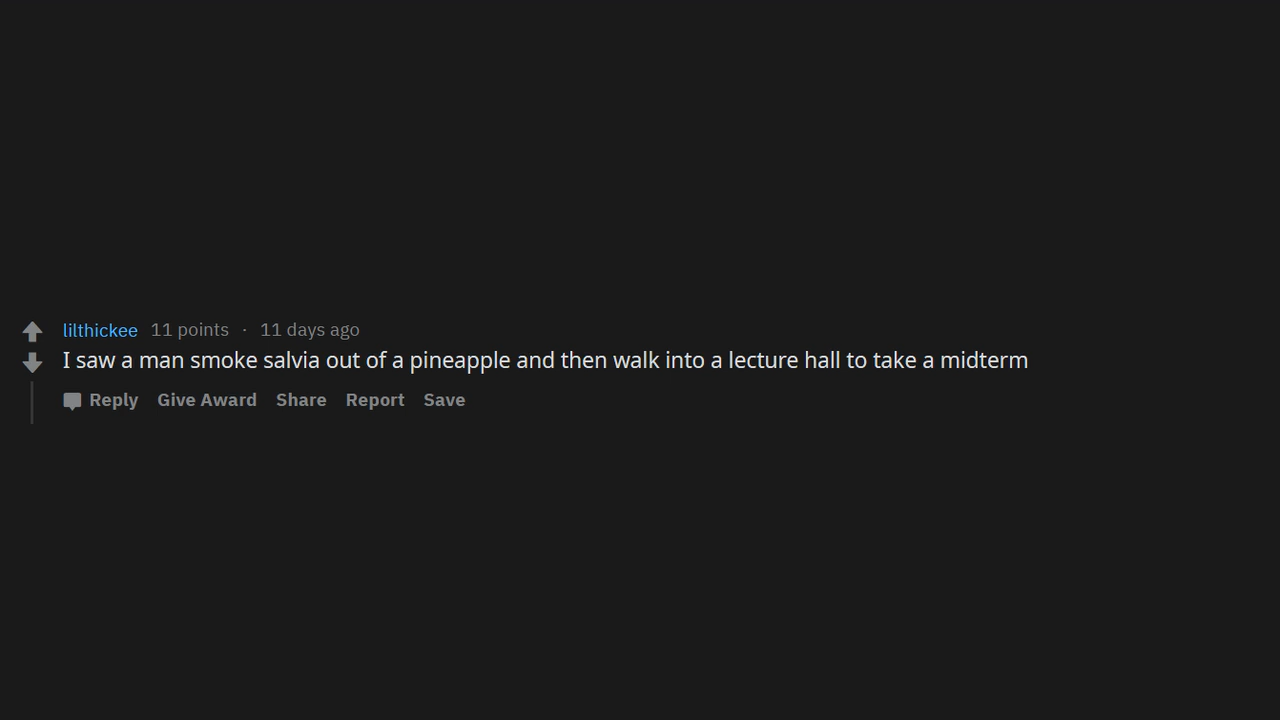 lilthickee 11 points · 11 days ago
I saw a man smoke salvia out of a pineapple and then walk into a lecture hall to take a midterm
Reply Give Award Share Report Save